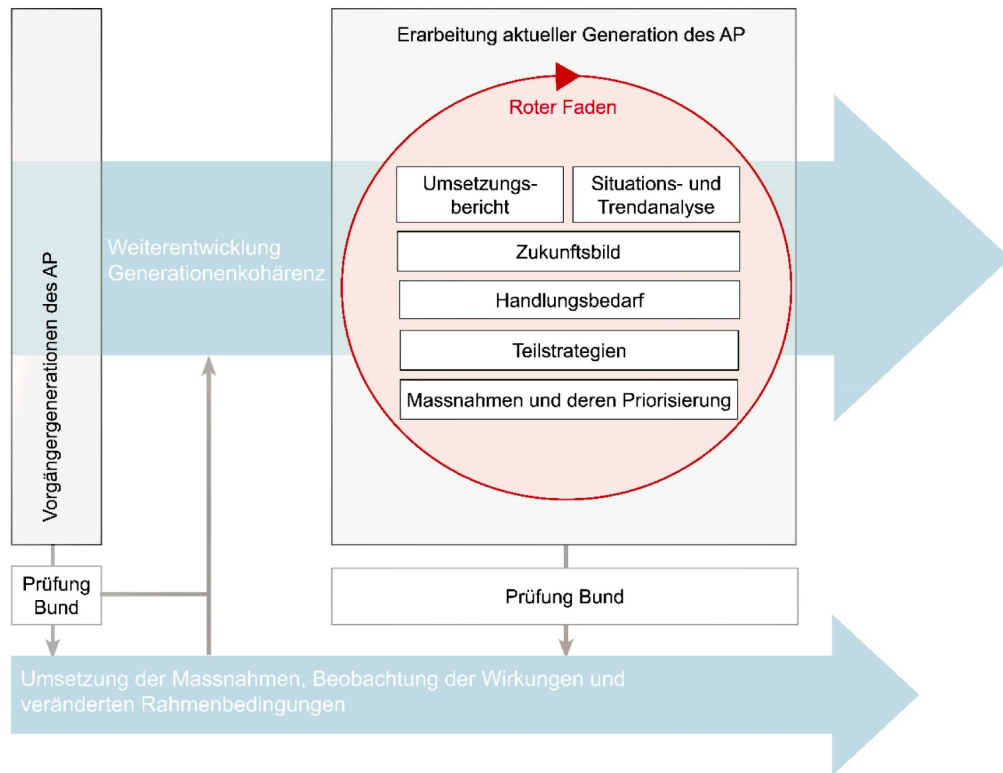 Erarbeitung aktueller Generation des AP
Roter Faden
Umsetzungs-
bericht
Situations- und
Trendanalyse
Zukunftsbild
Handlungsbedarf
Teilstrategien
Massnahmen und deren Priorisierung
Weiterentwicklung
Generationenkohärenz
Vorgängergenerationen des AP
Prüfung
Bund
Prüfung Bund
Umsetzung der Massnahmen, Beobachtung der Wirkungen und
veränderten Rahmenbedingungen